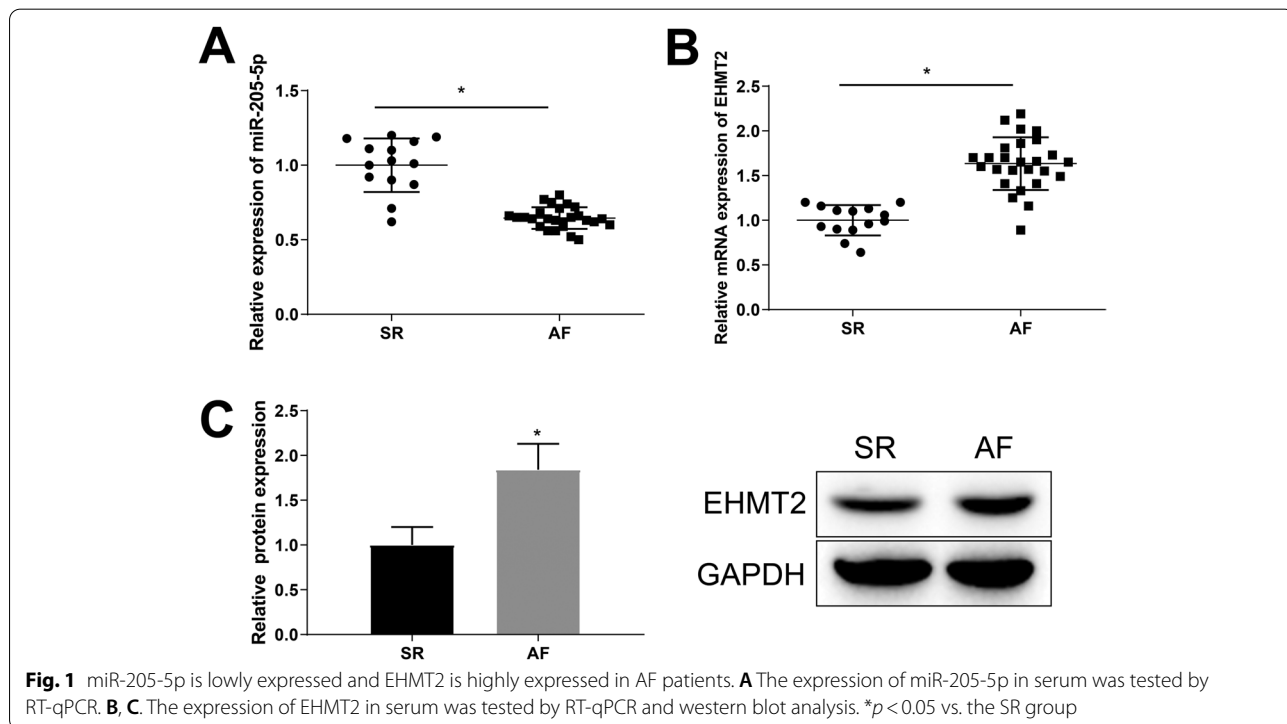 A
Relative expression of miR-205-5p
1.5
1.0
0.5
0.0
*
SR
AF
B
Relative mRNA expression of EHMT2
2.5
2.0
1.5
1.0
0.5
0.0
*
SR
AF
C
Relative protein expression
2.5
2.0
1.5
1.0
0.5
0.0
*
SR
AF
SR AF
EHMT2
GAPDH
Fig. 1 miR-205-5p is lowly expressed and EHMT2 is highly expressed in AF patients. A The expression of miR-205-5p in serum was tested by
RT-qPCR. B, C. The expression of EHMT2 in serum was tested by RT-qPCR and western blot analysis. *p < 0.05 vs. the SR group